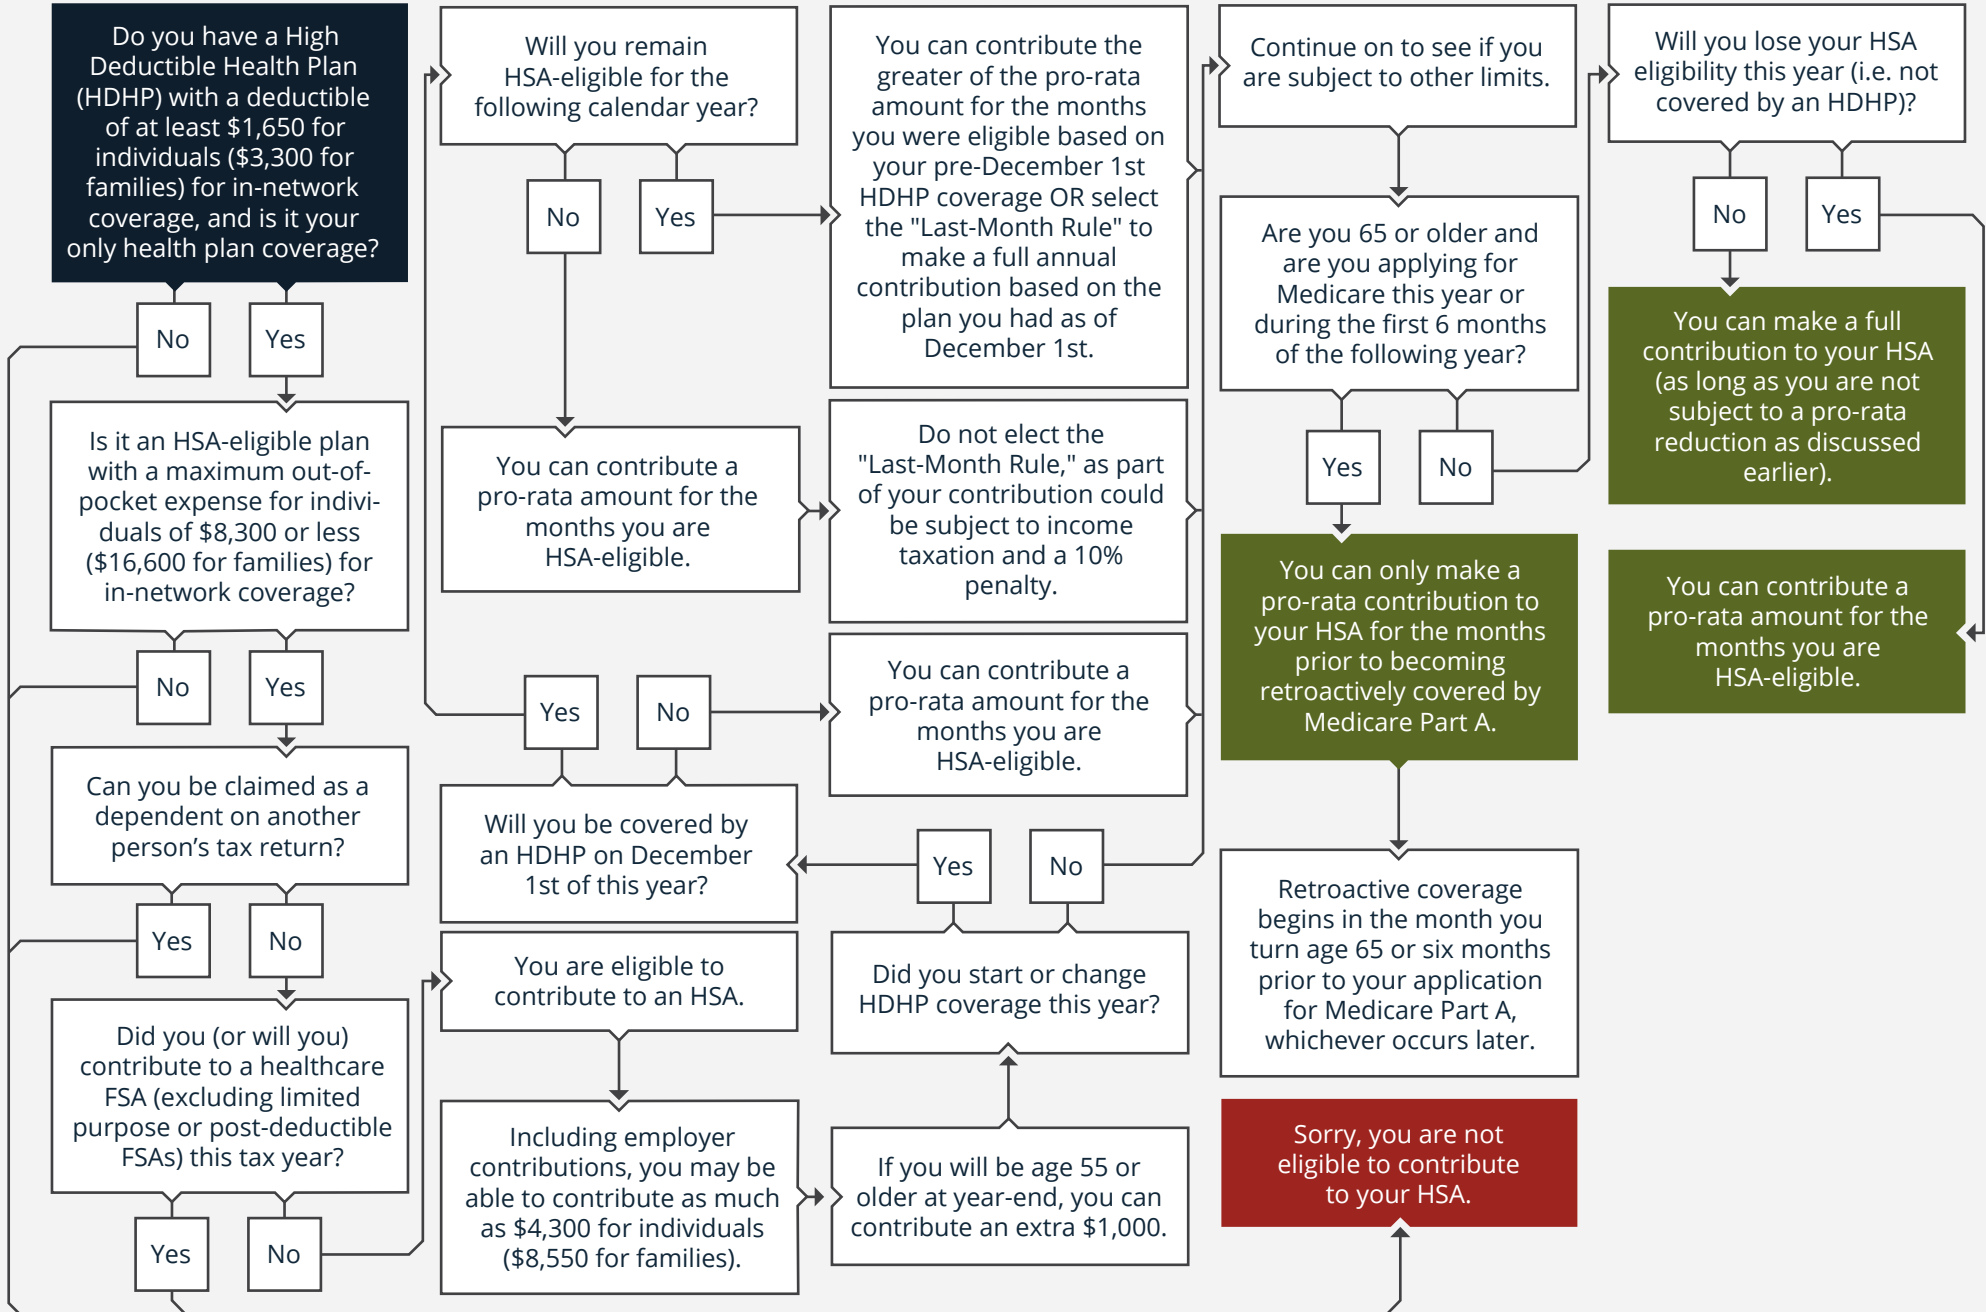 Do you have a High
Deductible Health Plan
(HDHP) with a deductible
of at least $1,650 for
individuals ($3,300 for
families) for in-network
coverage, and is it your
only health plan coverage?
No
Yes
Is it an HSA-eligible plan
with a maximum out-of-
pocket expense for indivi-
duals of $8,300 or less
($16,600 for families) for
in-network coverage?
No
Yes
Can you be claimed as a
dependent on another
person’s tax return?
Yes
No
Did you (or will you)
contribute to a healthcare
FSA (excluding limited
purpose or post-deductible
FSAs) this tax year?
Yes
No
You are eligible to
contribute to an HSA.
Including employer
contributions, you may be
able to contribute as much
as $4,300 for individuals
($8,550 for families).
If you will be age 55 or
older at year-end, you can
contribute an extra $1,000.
Did you start or change
HDHP coverage this year?
Yes
No
Will you be covered by
an HDHP on December
1st of this year?
Yes
No
You can contribute a
pro-rata amount for the
months you are
HSA-eligible.
Will you remain
HSA-eligible for the
following calendar year?
No
Yes
You can contribute a
pro-rata amount for the
months you are
HSA-eligible.
Do not elect the
"Last-Month Rule," as part
of your contribution could
be subject to income
taxation and a 10%
penalty.
You can contribute the
greater of the pro-rata
amount for the months
you were eligible based on
your pre-December 1st
HDHP coverage OR select
the "Last-Month Rule" to
make a full annual
contribution based on the
plan you had as of
December 1st.
Continue on to see if you
are subject to other limits.
Are you 65 or older and
are you applying for
Medicare this year or
during the first 6 months
of the following year?
Yes
No
You can only make a
pro-rata contribution to
your HSA for the months
prior to becoming
retroactively covered by
Medicare Part A.
Retroactive coverage
begins in the month you
turn age 65 or six months
prior to your application
for Medicare Part A,
whichever occurs later.
Sorry, you are not
eligible to contribute
to your HSA.
Will you lose your HSA
eligibility this year (i.e. not
covered by an HDHP)?
No
Yes
You can make a full
contribution to your HSA
(as long as you are not
subject to a pro-rata
reduction as discussed
earlier).
You can contribute a
pro-rata amount for the
months you are
HSA-eligible.